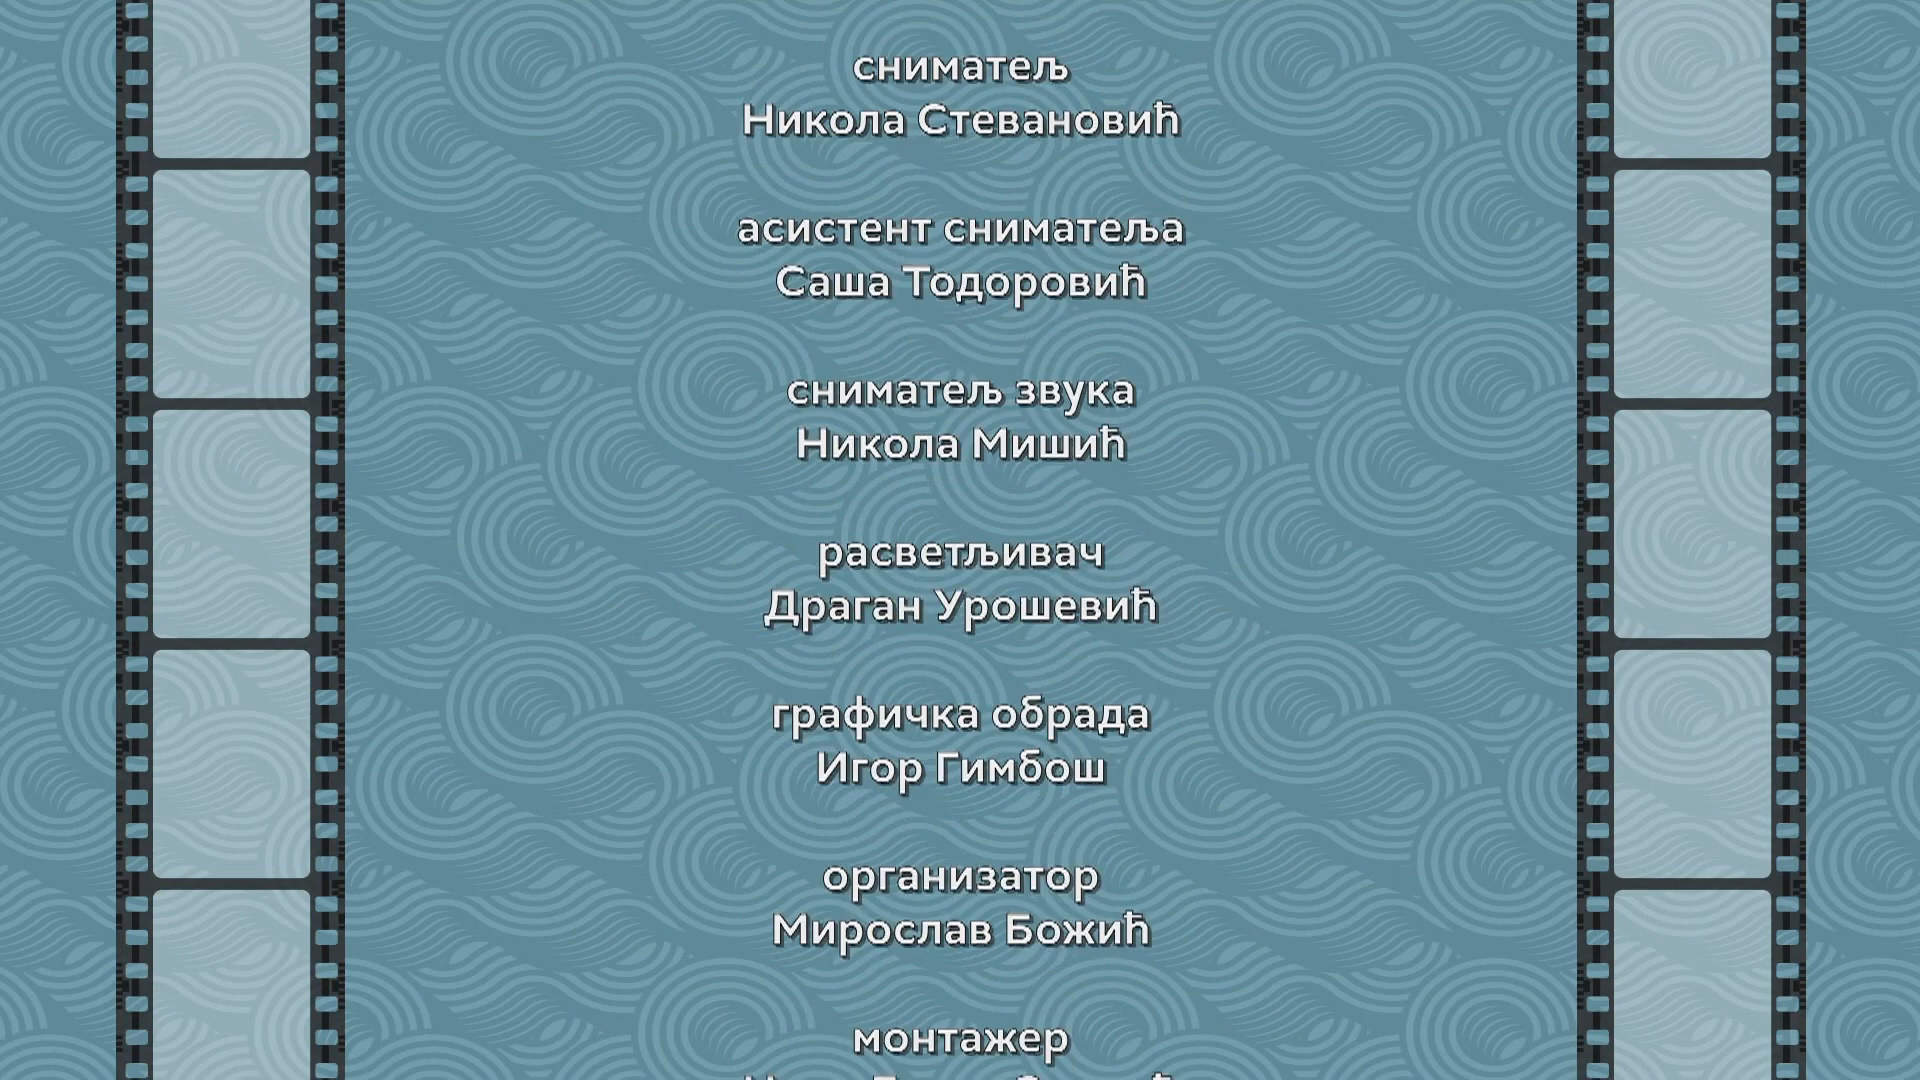 сниматељ
Никола Стевановић
асистент сниматеља
Саша Тодоровић
сниматељ звука
Никола Мишић
расветљивач
Драган Урошевић
графичка обрада
Игор Гимбош
организатор
Мирослав Божић
монтажер